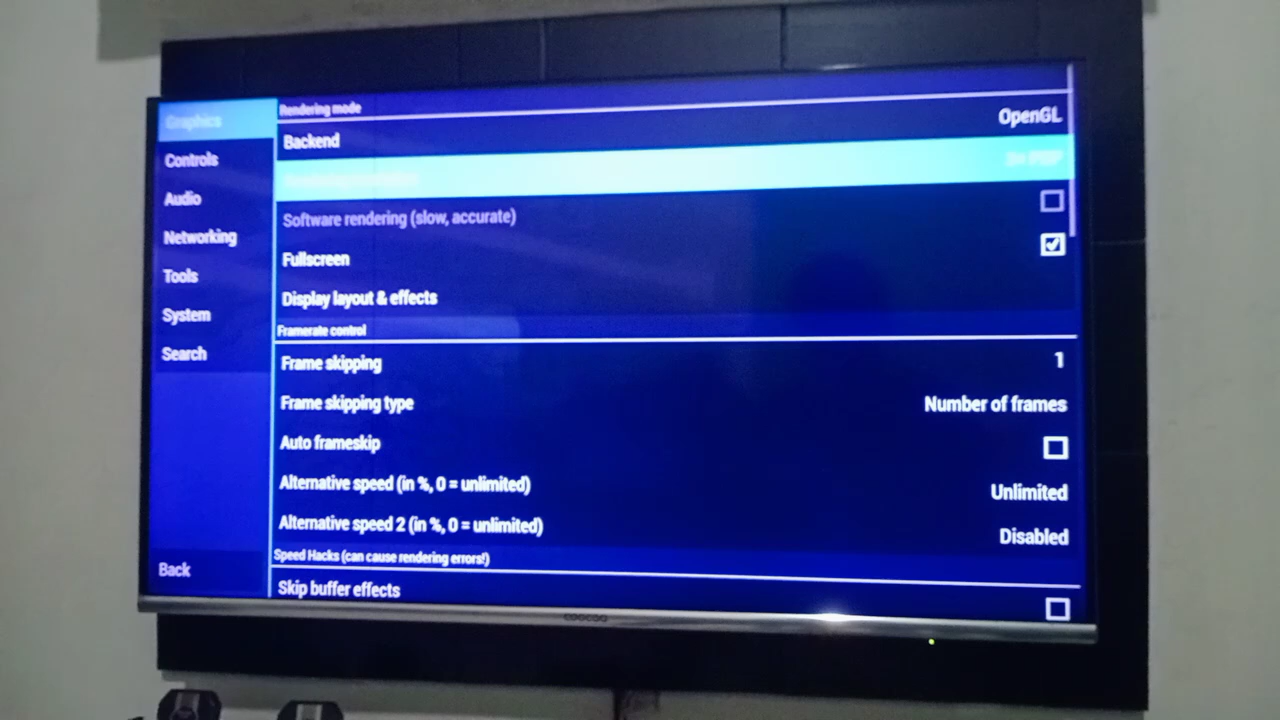 Graphics
Controls
Audio
Networking
Tools
System
Search
Back
Rendering mode
Backend OpenGL
Software rendering (slow, accurate)
Fullscreen
Display layout & effects
Framerate control
Frame skipping 1
Frame skipping type Number of frames
Auto frameskip
Alternative speed (in %, 0 = unlimited) Unlimited
Alternative speed 2 (in %, 0 = unlimited) Disabled
Speed Hacks (can cause rendering errors!)
Skip buffer effects
coocaa